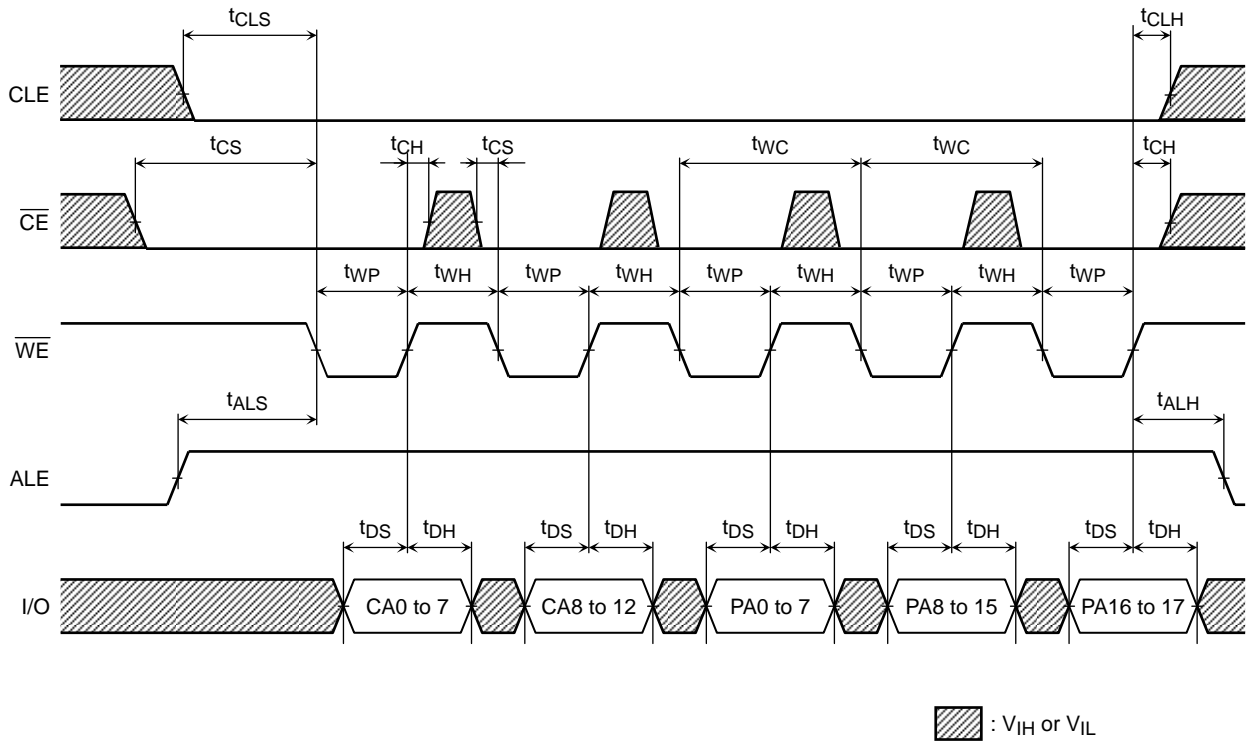 tCLS tCLH
CLE
tCS tCH tCS tWC tWC tCH
CE
tWP tWH tWP tWH tWP tWH tWP tWH tWP
WE
tALS tALH
ALE
tDS tDH tDS tDH tDS tDH tDS tDH tDS tDH
I/O CA0 to 7 CA8 to 12 PA0 to 7 PA8 to 15 PA16 to 17
: VIH or VIL